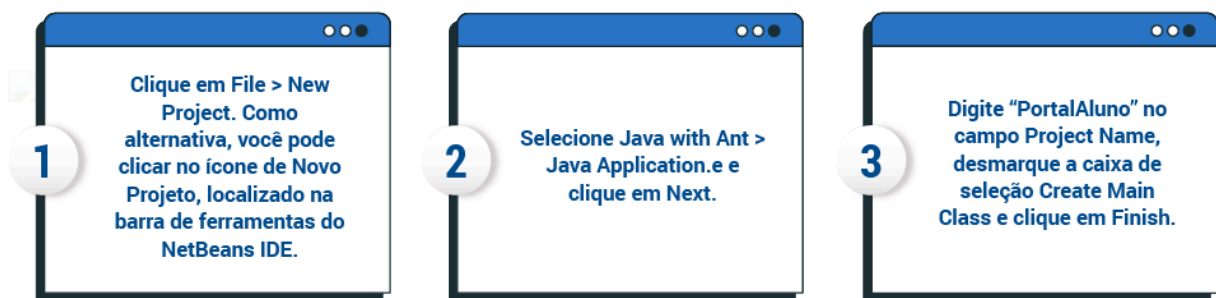 1
Clique em File > New
Project. Como
alternativa, você pode
clicar no ícone de Novo
Projeto, localizado na
barra de ferramentas do
NetBeans IDE.
2
Selecione Java with Ant >
Java Application.e e
clique em Next.
3
Digite “PortalAluno” no
campo Project Name,
desmarque a caixa de
seleção Create Main
Class e clique em Finish.